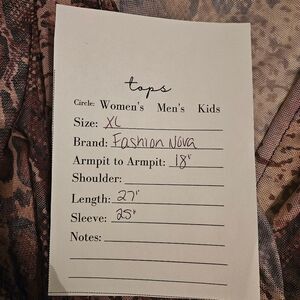 tops
Circle: Women's Men's Kids
Size: XL
Brand: Fashion Nova
Armpit to Armpit: 18"
Shoulder:
Length: 27"
Sleeve: 25"
Notes: